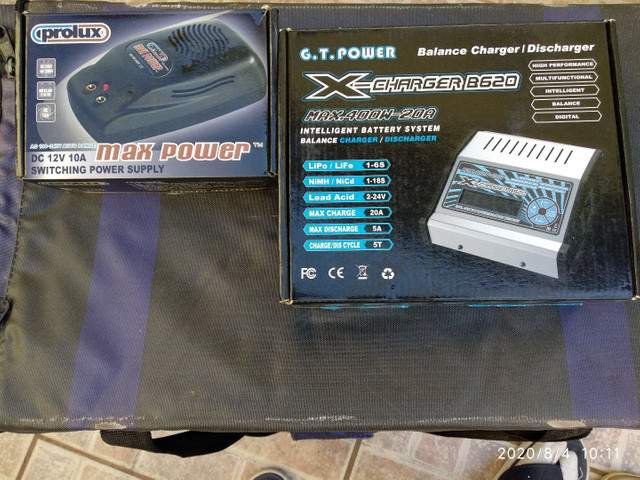 prolux
max power™
DC 12V 10A
SWITCHING POWER SUPPLY
G.T.POWER
Balance Charger/Discharger
X-CHARGER B620
MAX.400W-20A
INTELLIGENT BATTERY SYSTEM
BALANCE CHARGER / DISCHARGER
HIGH PERFORMANCE
MULTIFUNCTIONAL
INTELLIGENT
BALANCE
DIGITAL
LiPo / LiFe 1-6S
NiMH / NiCd 1-18S
Lead Acid 2-24V
MAX CHARGE 20A
MAX DISCHARGE 5A
CHARGE/DIS CYCLE 5T
FC CE
2020/8/4 10:11